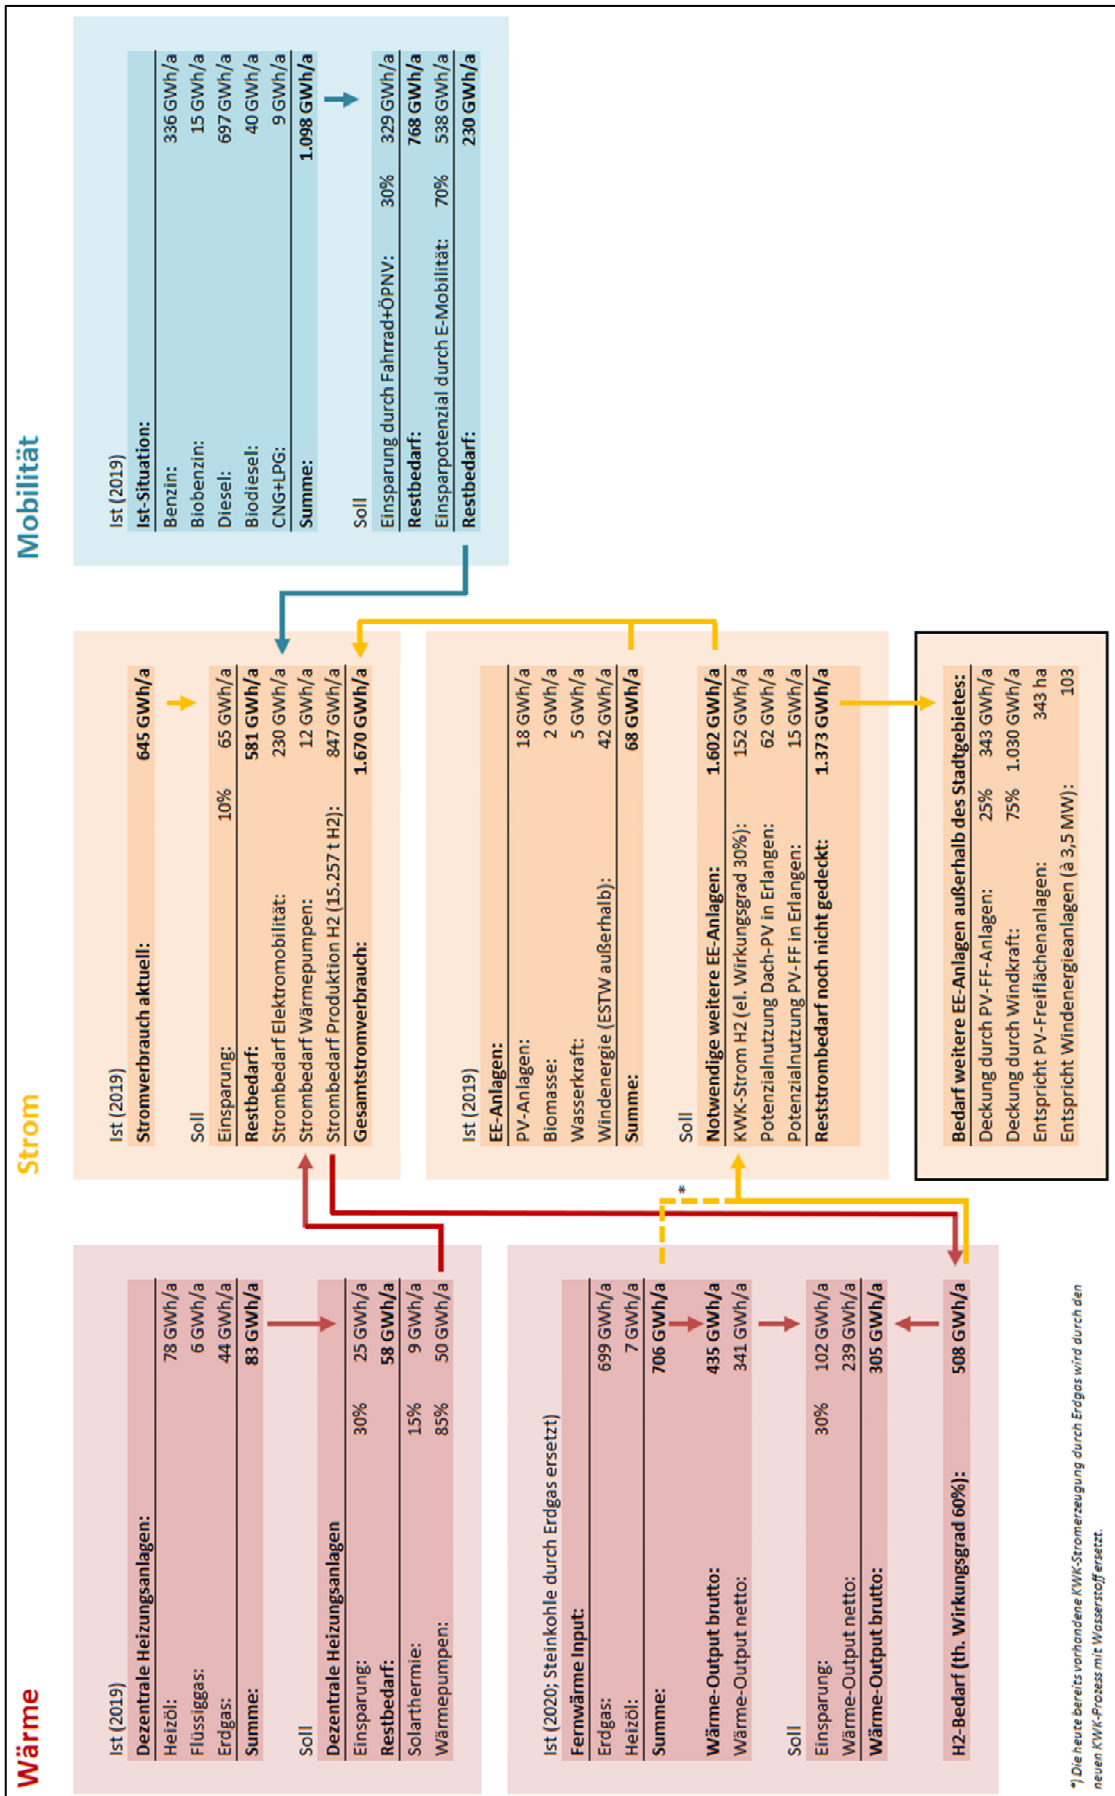 Wärme
Ist (2019)
Dezentrale Heizungsanlagen:
Heizöl: 78 GWh/a
Flüssiggas: 6 GWh/a
Erdgas: 44 GWh/a
Summe: 83 GWh/a
Soll
Dezentrale Heizungsanlagen
Einsparung: 30% 25 GWh/a
Restbedarf: 58 GWh/a
Solarthermie: 15% 9 GWh/a
Wärmepumpen: 85% 50 GWh/a
Ist (2020; Steinkohle durch Erdgas ersetzt)
Fernwärme Input:
Erdgas: 699 GWh/a
Heizöl: 7 GWh/a
Summe: 706 GWh/a
Wärme-Output brutto: 435 GWh/a
Wärme-Output netto: 341 GWh/a
Soll
Einsparung: 30% 102 GWh/a
Wärme-Output netto: 239 GWh/a
Wärme-Output brutto: 305 GWh/a
H2-Bedarf (th. Wirkungsgrad 60%): 508 GWh/a
*) Die heute bereits vorhandene KWK-Stromerzeugung durch Erdgas wird durch den
neuen KWK-Prozess mit Wasserstoff ersetzt.
Strom
Ist (2019)
Stromverbrauch aktuell: 645 GWh/a
Soll
Einsparung: 10% 65 GWh/a
Restbedarf: 581 GWh/a
Strombedarf Elektromobilität: 230 GWh/a
Strombedarf Wärmepumpen: 12 GWh/a
Strombedarf Produktion H2 (15.257 t H2): 847 GWh/a
Gesamtstromverbrauch: 1.670 GWh/a
Ist (2019)
EE-Anlagen:
PV-Anlagen: 18 GWh/a
Biomasse: 2 GWh/a
Wasserkraft: 5 GWh/a
Windenergie (ESTW außerhalb): 42 GWh/a
Summe: 68 GWh/a
Soll
Notwendige weitere EE-Anlagen: 1.602 GWh/a
KWK-Strom H2 (el. Wirkungsgrad 30%): 152 GWh/a
Potenzialnutzung Dach-PV in Erlangen: 62 GWh/a
Potenzialnutzung PV-FF in Erlangen: 15 GWh/a
Reststrombedarf noch nicht gedeckt: 1.373 GWh/a
*
Bedarf weitere EE-Anlagen außerhalb des Stadtgebietes:
Deckung durch PV-FF-Anlagen: 25% 343 GWh/a
Deckung durch Windkraft: 75% 1.030 GWh/a
Entspricht PV-Freiflächenanlagen: 343 ha
Entspricht Windenergieanlagen (à 3,5 MW): 103
Mobilität
Ist (2019)
Ist-Situation:
Benzin: 336 GWh/a
Biobenzin: 15 GWh/a
Diesel: 697 GWh/a
Biodiesel: 40 GWh/a
CNG+LPG: 9 GWh/a
Summe: 1.098 GWh/a
Soll
Einsparung durch Fahrrad+ÖPNV: 30% 329 GWh/a
Restbedarf: 768 GWh/a
Einsparpotenzial durch E-Mobilität: 70% 538 GWh/a
Restbedarf: 230 GWh/a